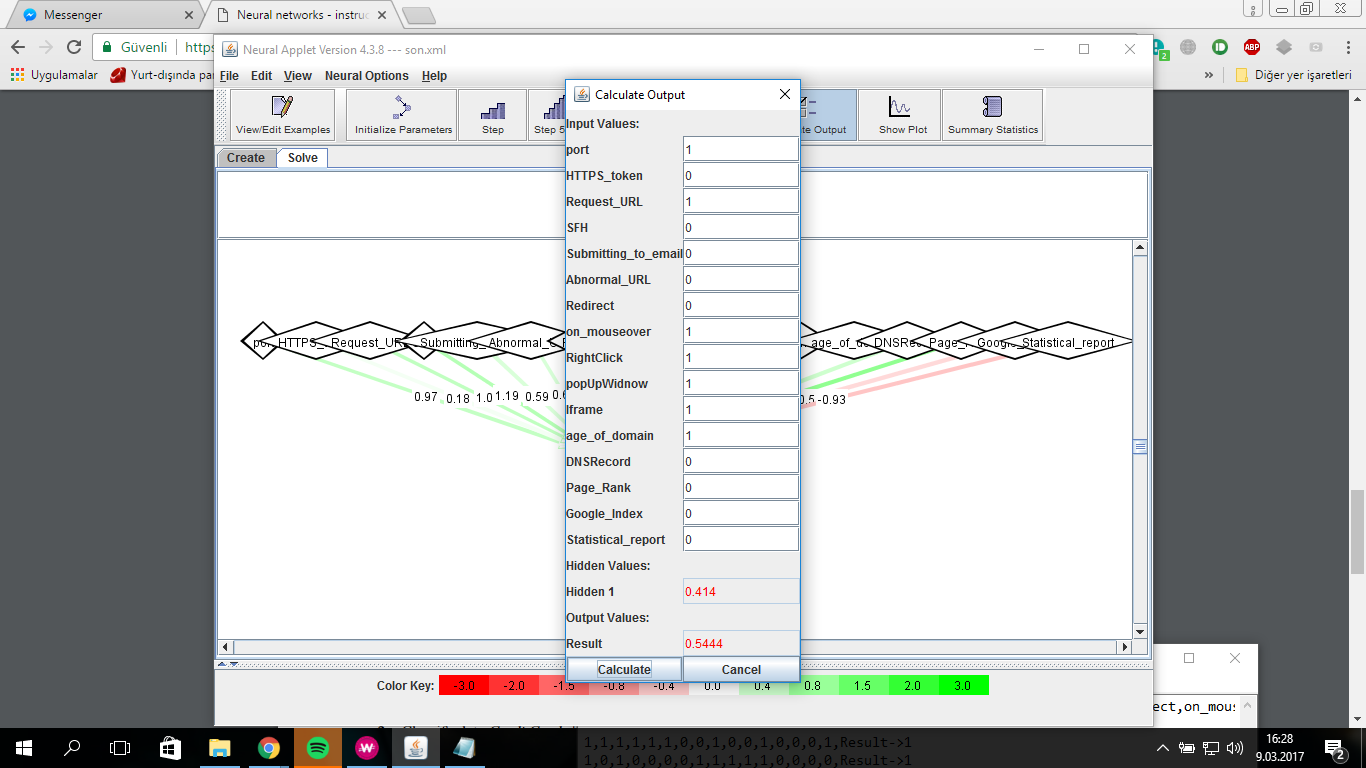 Messenger
Neural networks - instruc
Güvenli
https
Neural Applet Version 4.3.8 --- son.xml
2
ABP
Uygulamalar
Yurt-dışında pa
»
Diğer yer işaretleri
File Edit View Neural Options Help
View/Edit Examples
Initialize Parameters
Step
Step 5
Output
Show Plot
Summary Statistics
Create
Solve
Calculate Output
Input Values:
port 1
HTTPS_token 0
Request_URL 1
SFH 0
Submitting_to_email 0
Abnormal_URL 0
Redirect 0
on_mouseover 1
RightClick 1
popUpWidnow 1
Iframe 1
age_of_domain 1
DNSRecord 0
Page_Rank 0
Google_Index 0
Statistical_report 0
Hidden Values:
Hidden 1 0.414
Output Values:
Result 0.5444
Calculate Cancel
HTTPS_ Request_UR Submitting_ Abnormal_ age_of_d DNSRec Page_ Google_ Statistical_report
0.97 0.18 1.0 1.19 0.59 0.5 -0.93
Color Key: -3.0 -2.0 -1.5 -0.8 -0.4 0.0 0.4 0.8 1.5 2.0 3.0
ect,on_mous
1,1,1,1,1,1,0,0,1,0,0,1,0,0,0,1,Result->1
1,0,1,0,0,0,0,1,1,1,1,1,0,0,0,0,Result->1
16:28
9.03.2017
2